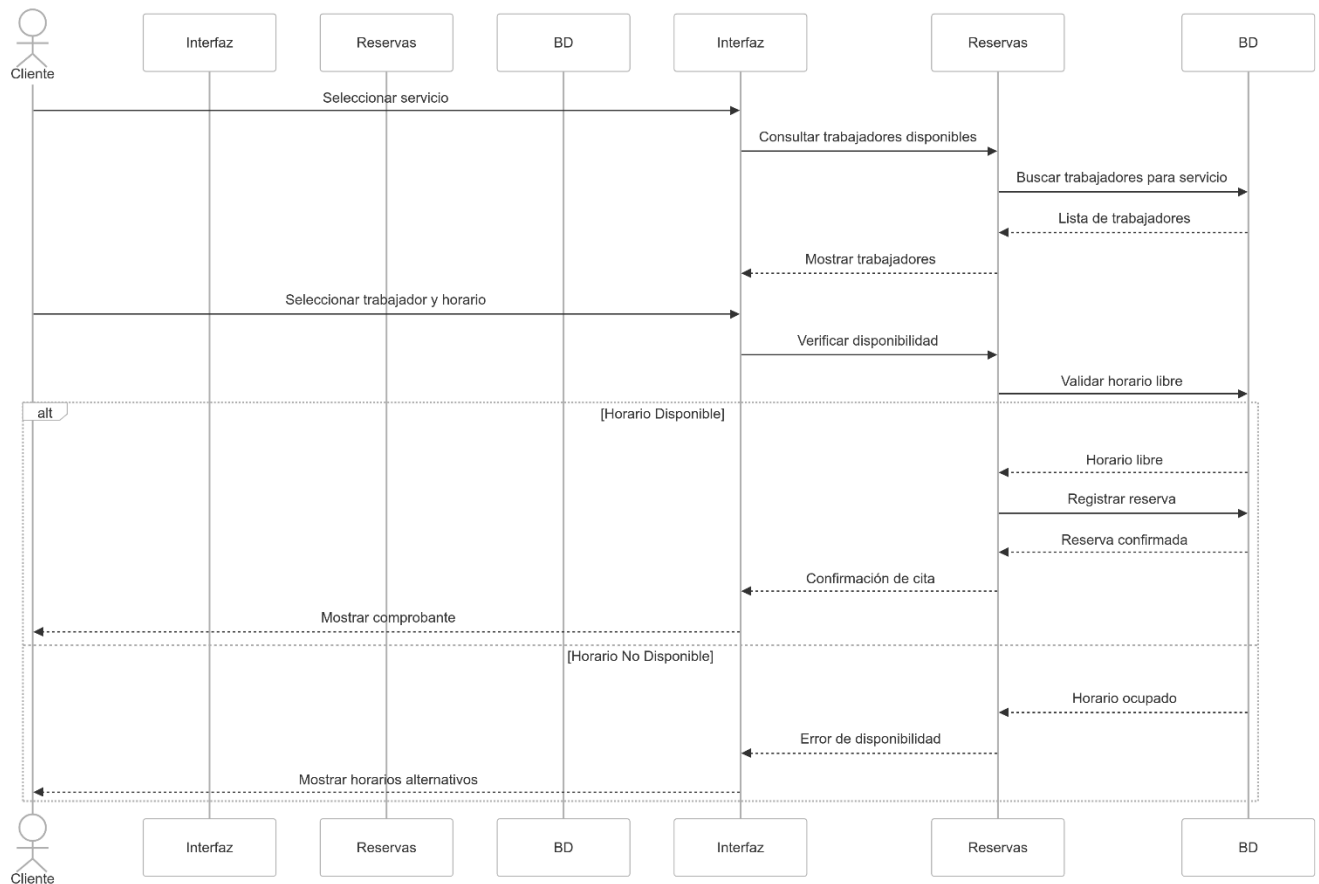 Cliente
Interfaz
Reservas
BD
Interfaz
Reservas
BD
Seleccionar servicio
Consultar trabajadores disponibles
Buscar trabajadores para servicio
Lista de trabajadores
Mostrar trabajadores
Seleccionar trabajador y horario
Verificar disponibilidad
Validar horario libre
alt
[Horario Disponible]
Horario libre
Registrar reserva
Reserva confirmada
Confirmación de cita
Mostrar comprobante
[Horario No Disponible]
Horario ocupado
Error de disponibilidad
Mostrar horarios alternativos
Cliente
Interfaz
Reservas
BD
Interfaz
Reservas
BD